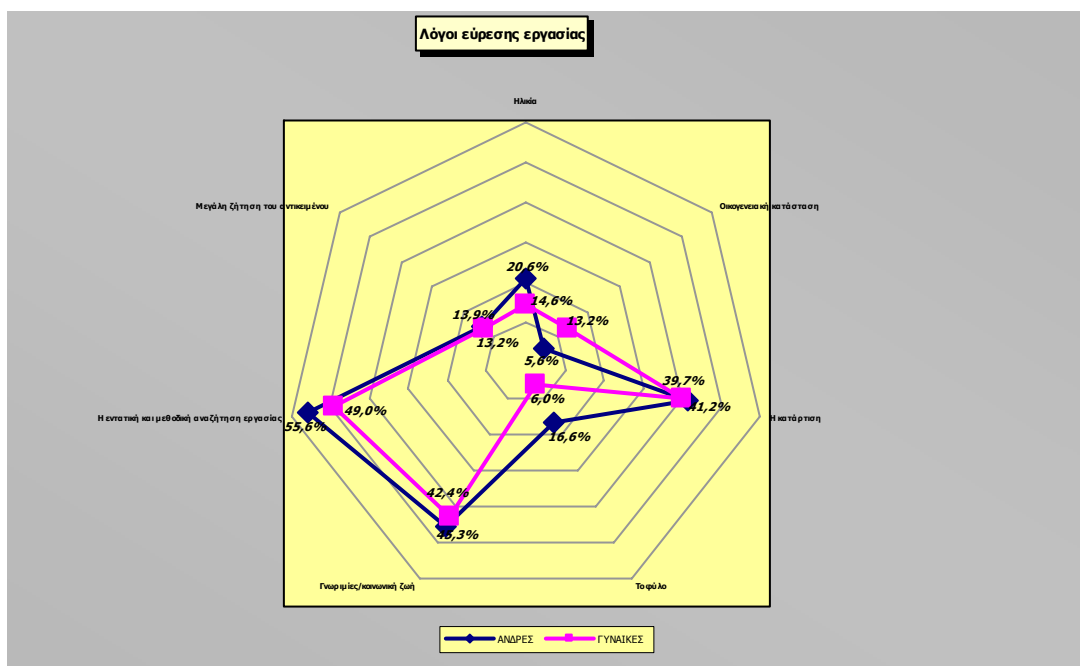 Λόγοι εύρεσης εργασίας
Ηλικία
Μεγάλη ζήτηση του αντικειμένου
Οικογενειακή κατάσταση
20,6%
14,6%
13,9%
13,2%
13,2%
5,6%
39,7%
41,2%
6,0%
Η εντατική και μεθοδική αναζήτηση εργασίας
49,0%
55,6%
Η κατάρτιση
16,6%
42,4%
45,3%
Γνωριμίες/κοινωνική ζωή
Το φύλο
ΑΝΔΡΕΣ
ΓΥΝΑΙΚΕΣ